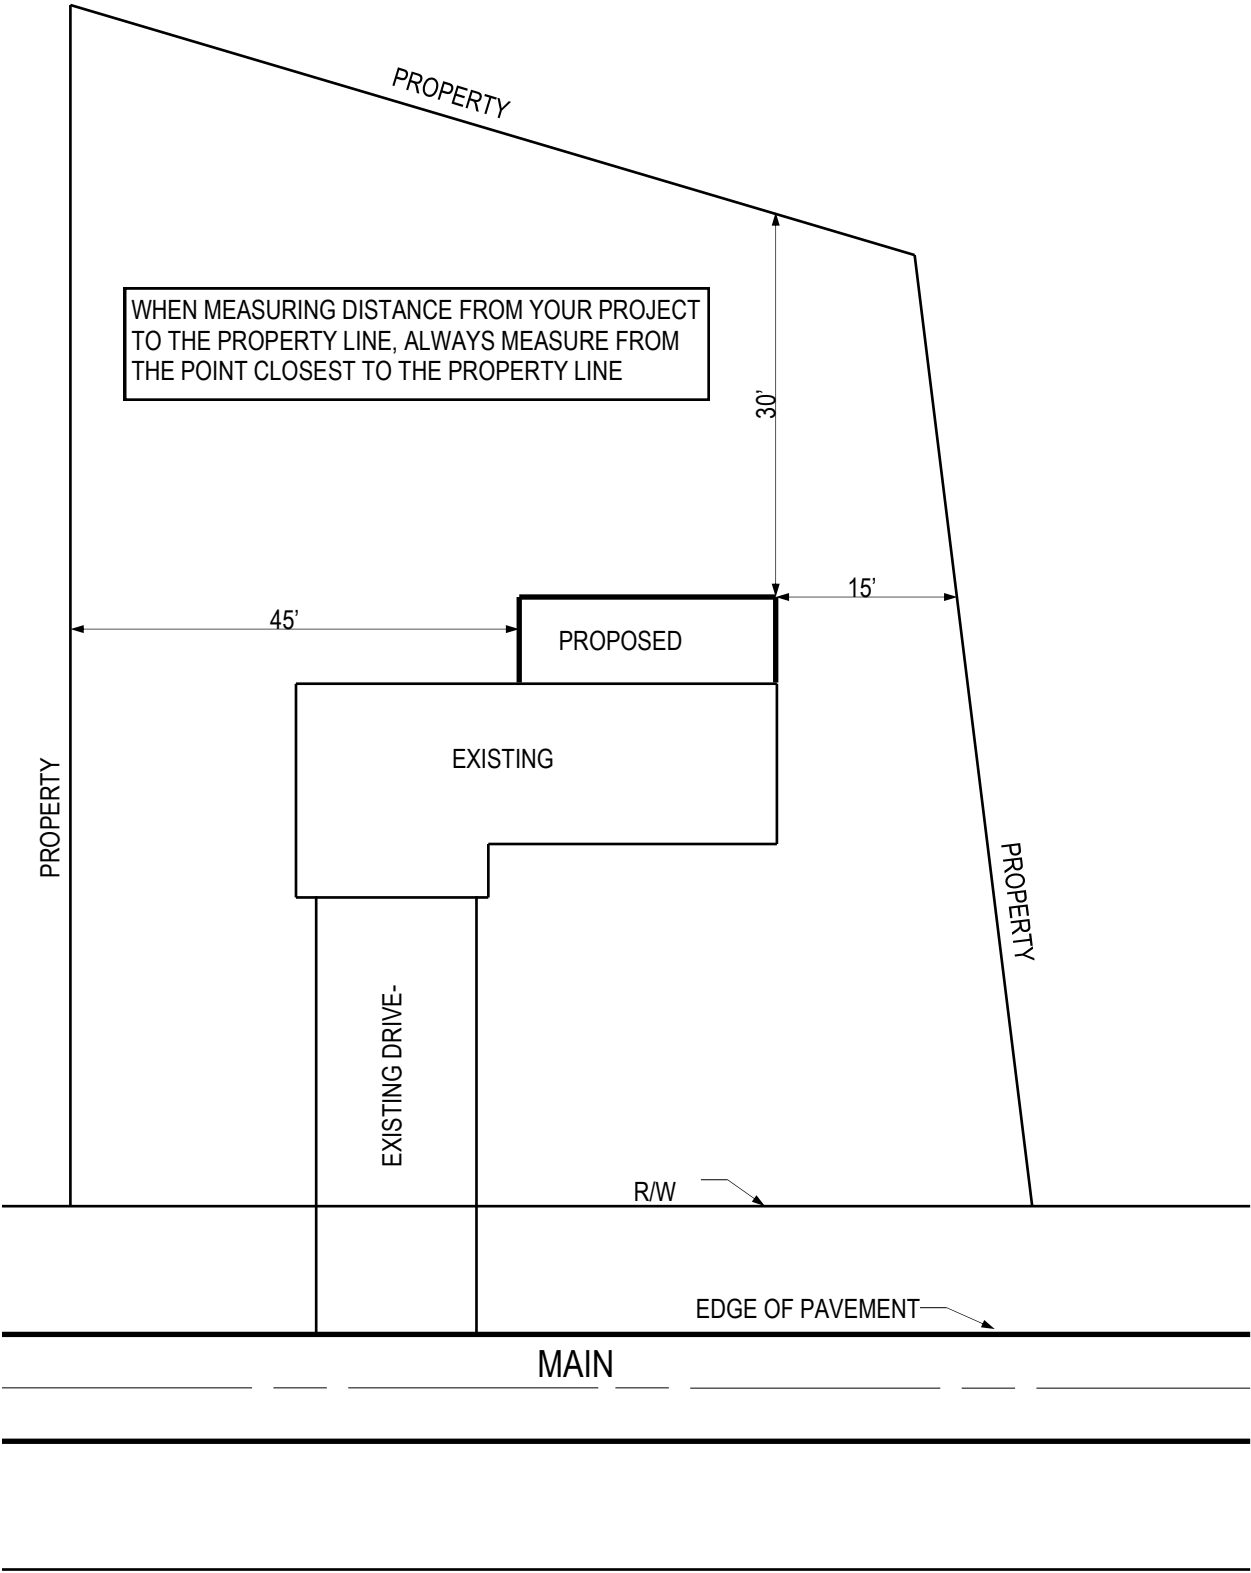 PROPERTY
WHEN MEASURING DISTANCE FROM YOUR PROJECT
TO THE PROPERTY LINE, ALWAYS MEASURE FROM
THE POINT CLOSEST TO THE PROPERTY LINE
30'
15'
45'
PROPOSED
EXISTING
PROPERTY
PROPERTY
EXISTING DRIVE-
R/W
EDGE OF PAVEMENT
MAIN